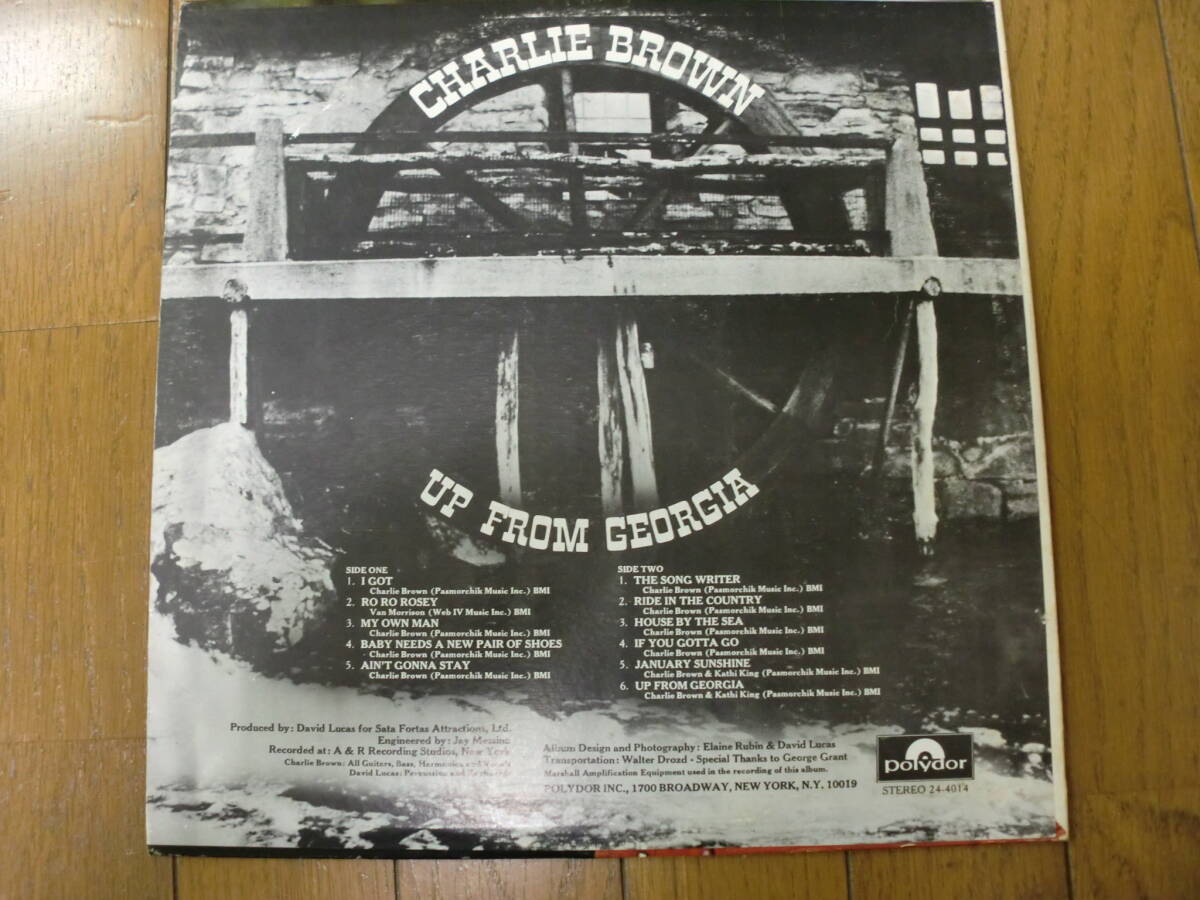 CHARLIE BROWN
UP FROM GEORGIA
SIDE ONE
1. I GOT
Charlie Brown (Pasmorchik Music Inc.) BMI
2. RO RO ROSEY
Van Morrison (Web IV Music Inc.) BMI
3. MY OWN MAN
Charlie Brown (Pasmorchik Music Inc.) BMI
4. BABY NEEDS A NEW PAIR OF SHOES
Charlie Brown (Pasmorchik Music Inc.) BMI
5. AIN'T GONNA STAY
Charlie Brown (Pasmorchik Music Inc.) BMI
SIDE TWO
1. THE SONG WRITER
Charlie Brown (Pasmorchik Music Inc.) BMI
2. RIDE IN THE COUNTRY
Charlie Brown (Pasmorchik Music Inc.) BMI
3. HOUSE BY THE SEA
Charlie Brown (Pasmorchik Music Inc.) BMI
4. IF YOU GOTTA GO
Charlie Brown (Pasmorchik Music Inc.) BMI
5. JANUARY SUNSHINE
Charlie Brown & Kathi King (Pasmorchik Music Inc.) BMI
6. UP FROM GEORGIA
Charlie Brown & Kathi King (Pasmorchik Music Inc.) BMI
Produced by: David Lucas for Sata Fortas Attractions, Ltd.
Engineered by: Jay Messina
Recorded at: A & R Recording Studios, New York
Charlie Brown: All Guitars, Bass, Harmonica and Vocals
David Lucas: Percussion and Keyboards
Album Design and Photography: Elaine Rubin & David Lucas
Transportation: Walter Drozd - Special Thanks to George Grant
Marshall Amplification Equipment used in the recording of this album.
POLYDOR INC., 1700 BROADWAY, NEW YORK, N.Y. 10019
polydor
STEREO 24-4014